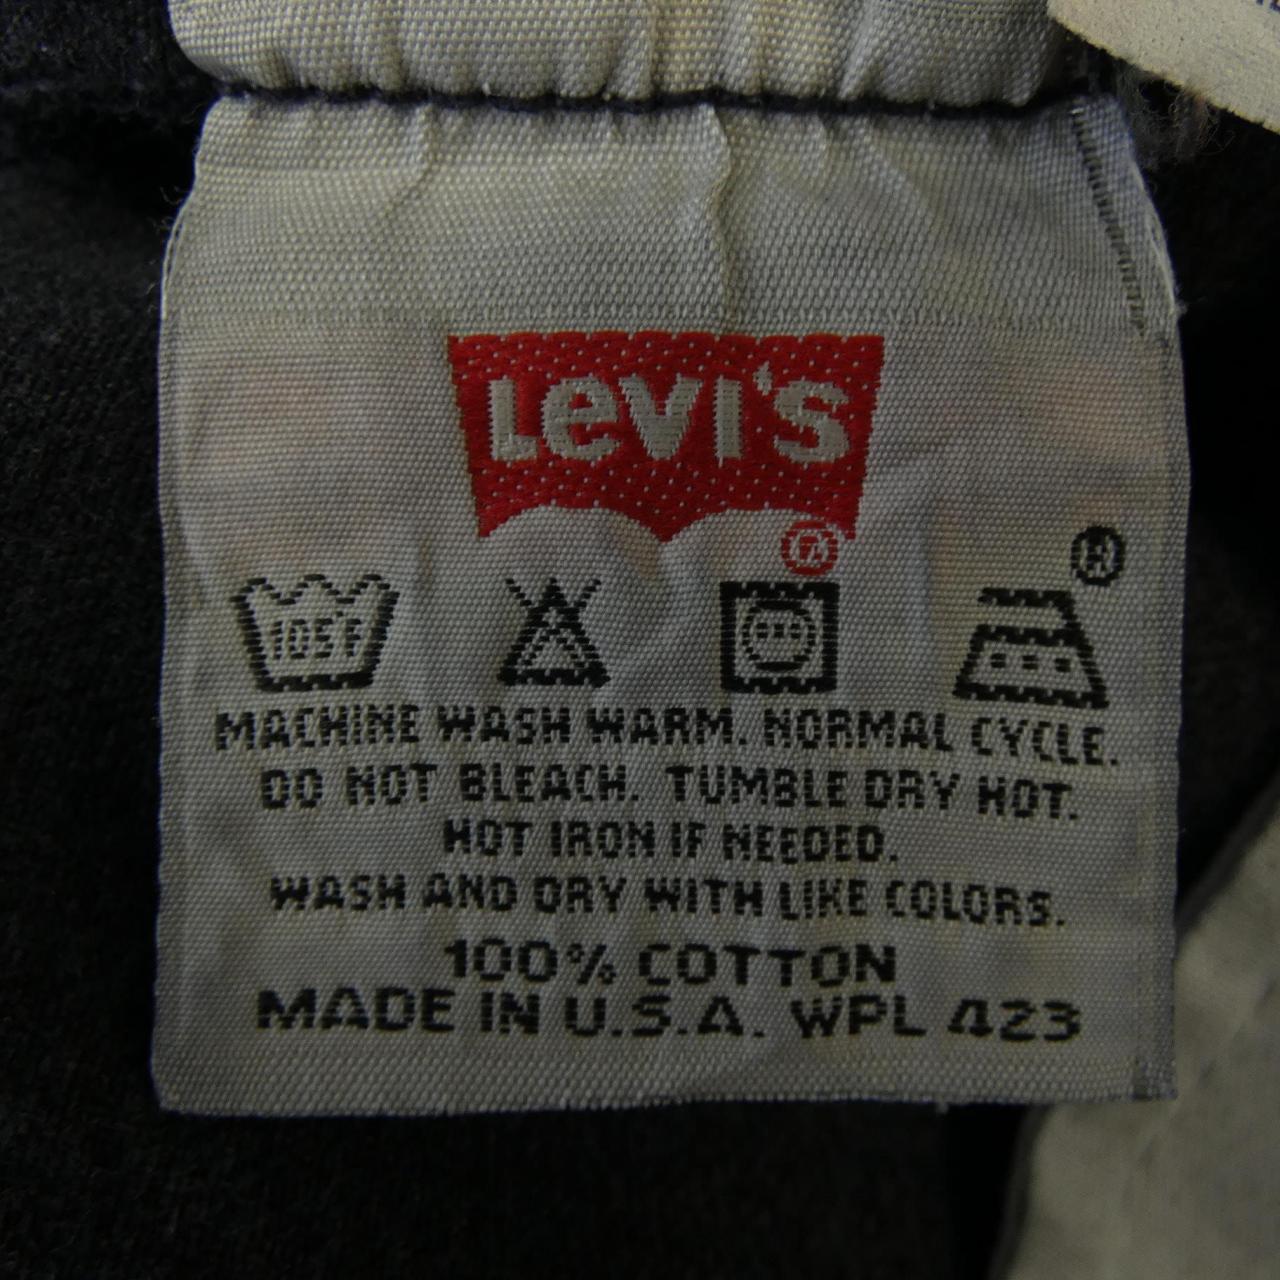 Levi's
®
®
105°F
MACHINE WASH WARM. NORMAL CYCLE.
DO NOT BLEACH. TUMBLE DRY HOT.
HOT IRON IF NEEDED.
WASH AND DRY WITH LIKE COLORS.
100% COTTON
MADE IN U.S.A. WPL 423